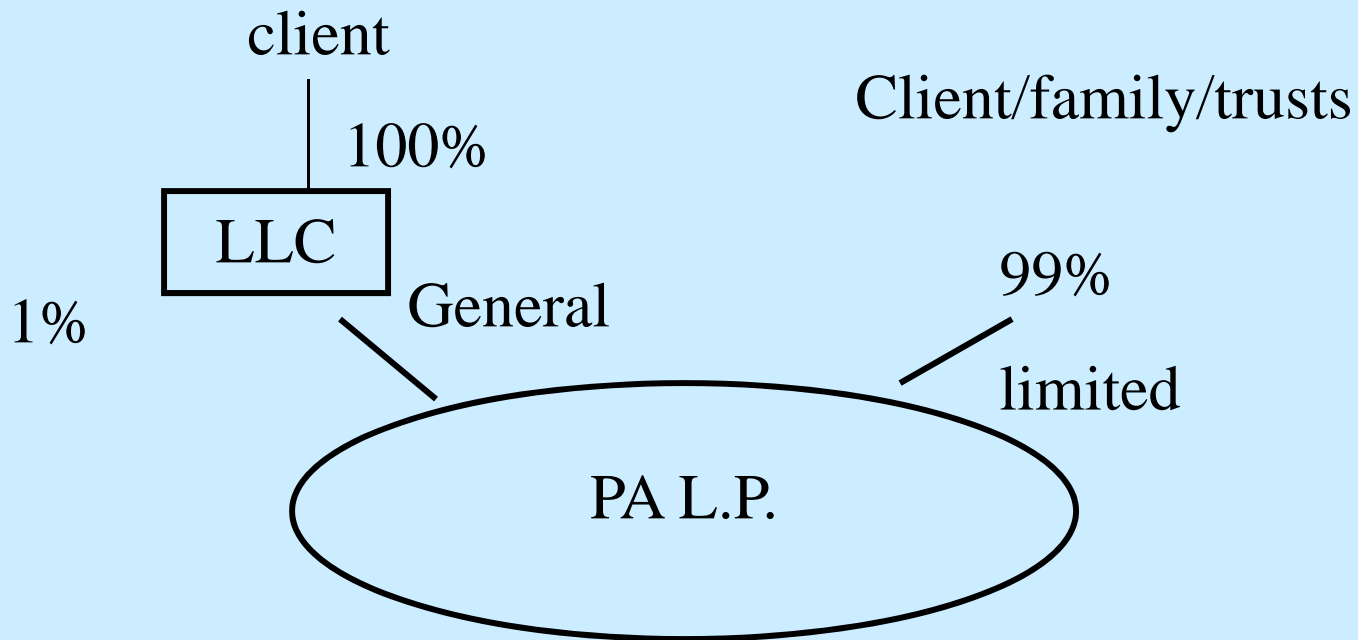 client
Client/family/trusts
100%
LLC
99%
General
1%
limited
PA L.P.